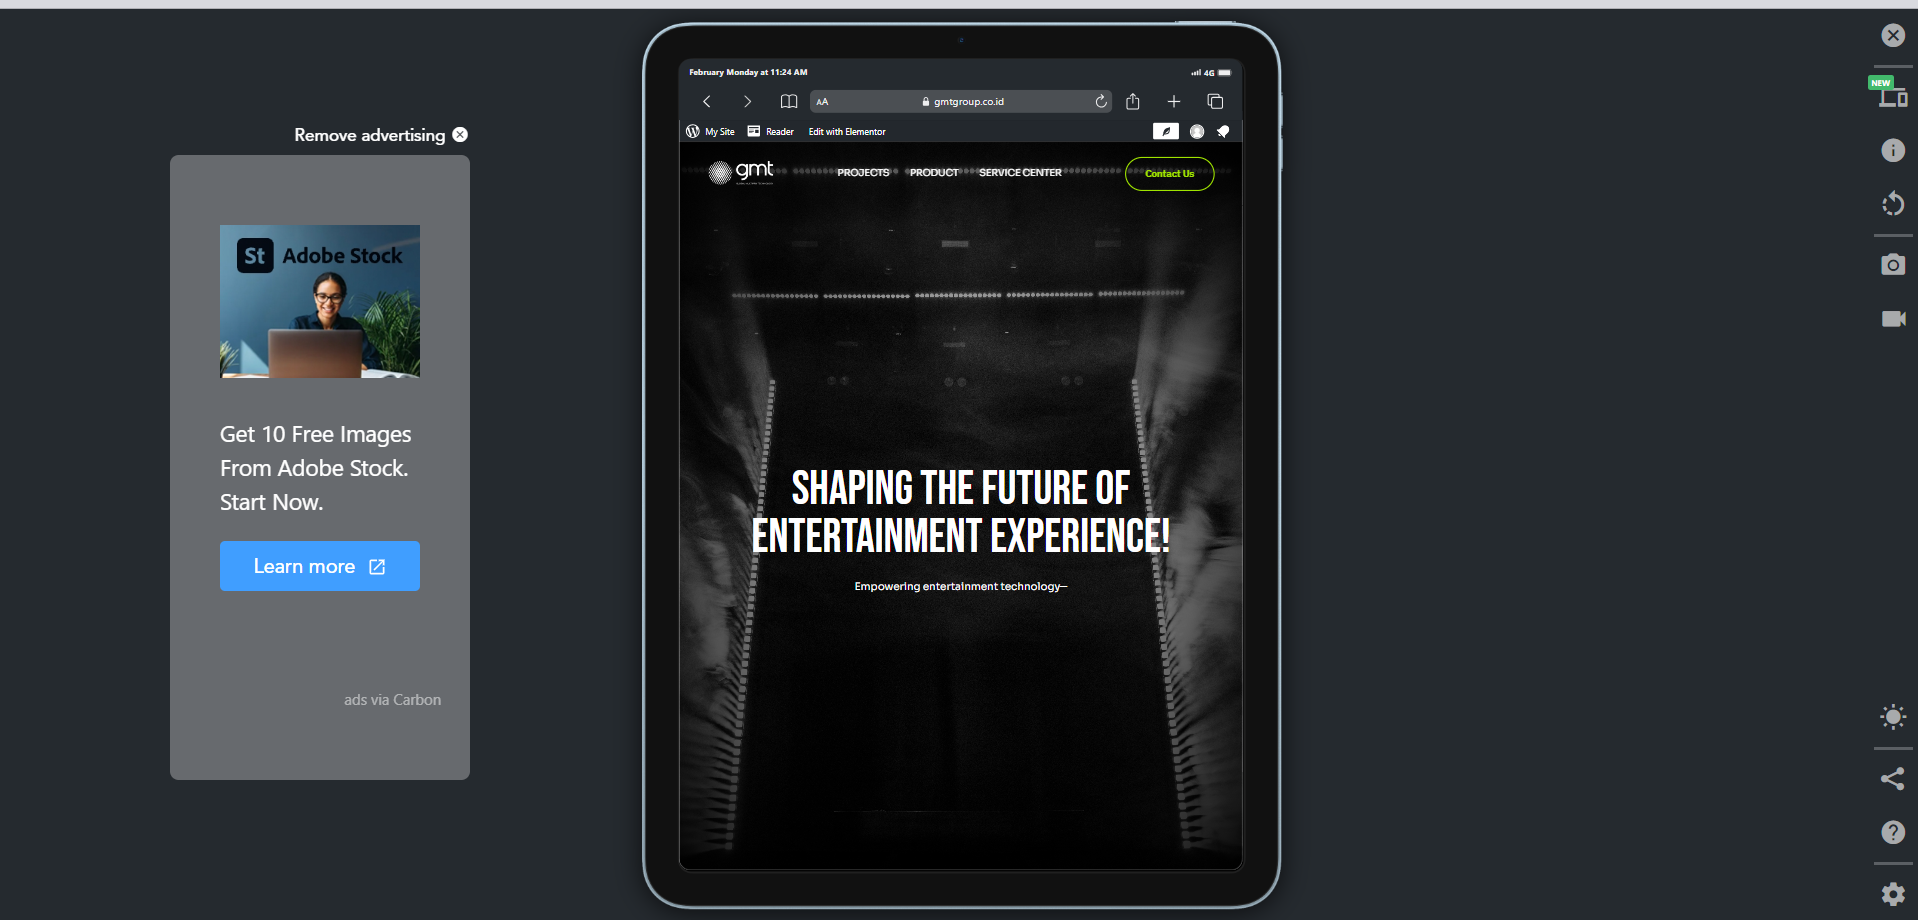 Remove advertising
St Adobe Stock
Get 10 Free Images
From Adobe Stock.
Start Now.
Learn more
ads via Carbon
February Monday at 11:24 AM
4G
AA
gmtgroup.co.id
My Site
Reader
Edit with Elementor
gmt
PROJECTS
PRODUCT
SERVICE CENTER
Contact Us
SHAPING THE FUTURE OF
ENTERTAINMENT EXPERIENCE!
Empowering entertainment technology—
NEW